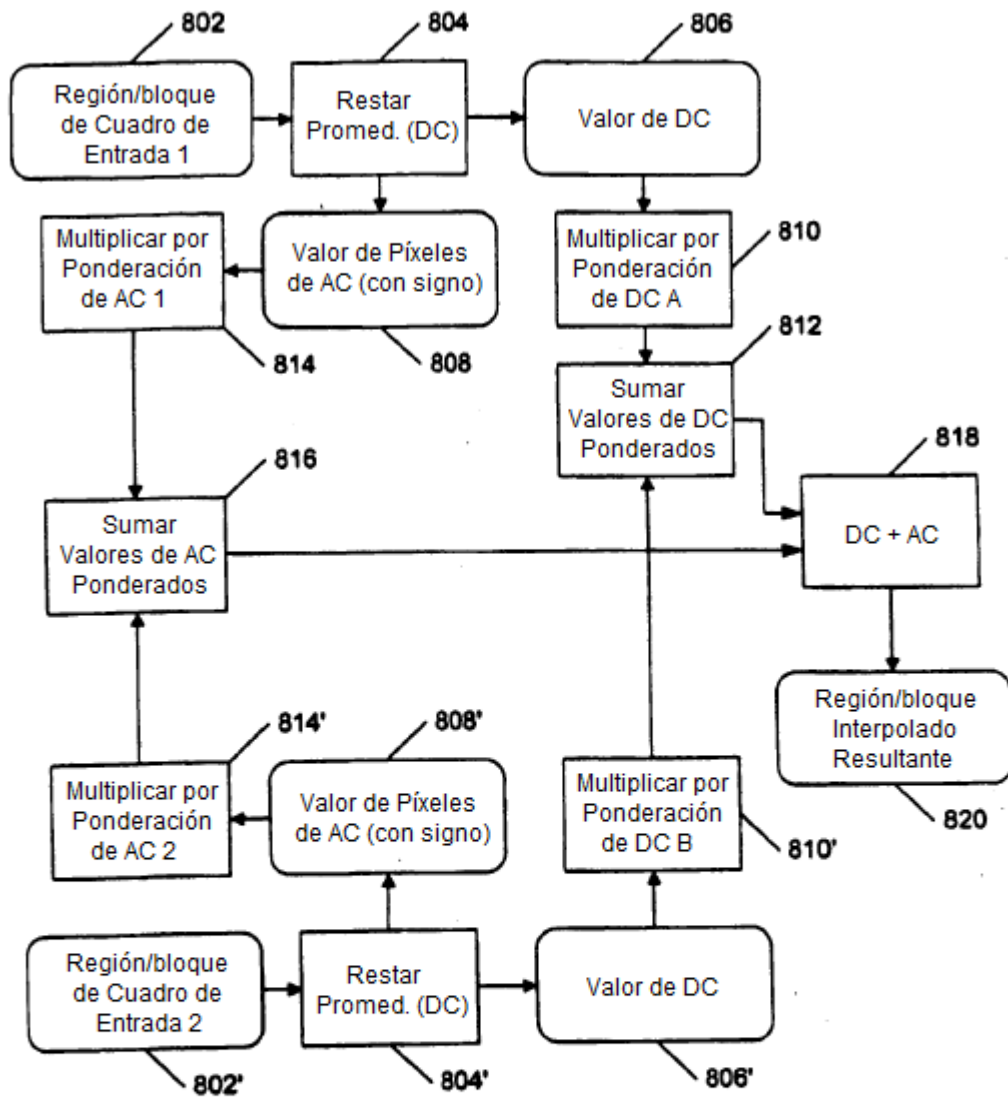 802
804
806
Región/bloque
de Cuadro de
Entrada 1
Restar
Promed. (DC)
Valor de DC
Multiplicar por
Ponderación
de AC 1
Valor de Píxeles
de AC (con signo)
Multiplicar por
Ponderación
de DC A
810
814
808
812
Sumar
Valores de DC
Ponderados
816
818
Sumar
Valores de AC
Ponderados
DC + AC
814'
808'
Región/bloque
Interpolado
Resultante
820
Multiplicar por
Ponderación
de AC 2
Valor de Píxeles
de AC (con signo)
Multiplicar por
Ponderación
de DC B
810'
Región/bloque
de Cuadro de
Entrada 2
Restar
Promed. (DC)
Valor de DC
802'
804'
806'